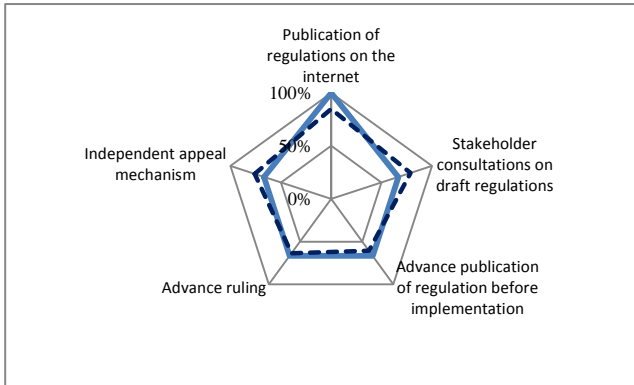 Publication of
regulations on the
internet
100%
50%
0%
Stakeholder
consultations on
draft regulations
Advance publication
of regulation before
implementation
Advance ruling
Independent appeal
mechanism